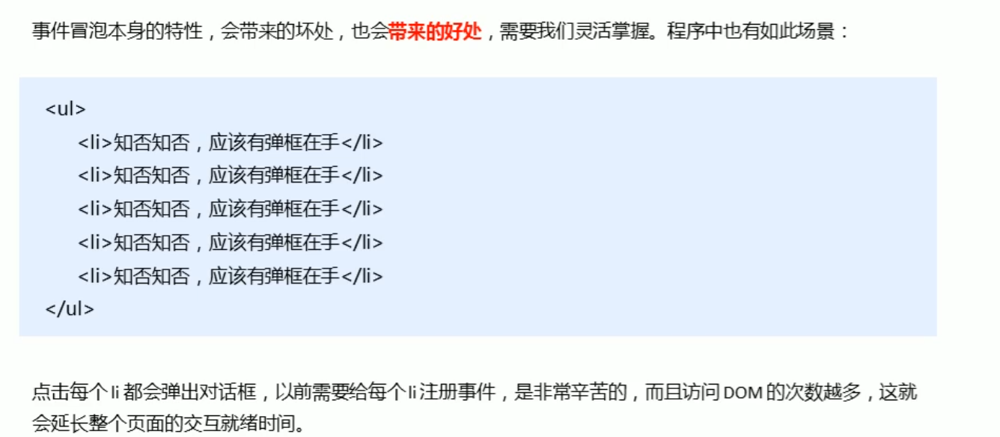 事件冒泡本身的特性，会带来的坏处，也会带来的好处，需要我们灵活掌握。程序中也有如此场景：
<ul>
<li>知否知否，应该有弹框在手</li>
<li>知否知否，应该有弹框在手</li>
<li>知否知否，应该有弹框在手</li>
<li>知否知否，应该有弹框在手</li>
<li>知否知否，应该有弹框在手</li>
</ul>
点击每个 li 都会弹出对话框，以前需要给每个 li 注册事件，是非常辛苦的，而且访问 DOM 的次数越多，这就
会延长整个页面的交互就绪时间。